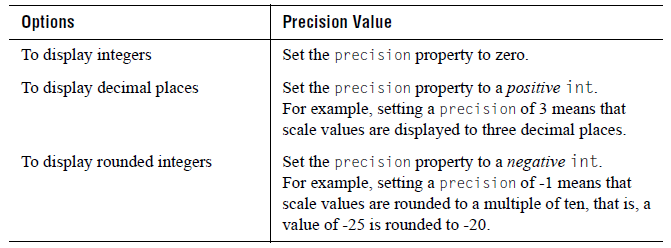 Options Precision Value
To display integers Set the precision property to zero.
To display decimal places Set the precision property to a positive int.
For example, setting a precision of 3 means that
scale values are displayed to three decimal places.
To display rounded integers Set the precision property to a negative int.
For example, setting a precision of -1 means that
scale values are rounded to a multiple of ten, that is, a
value of -25 is rounded to -20.